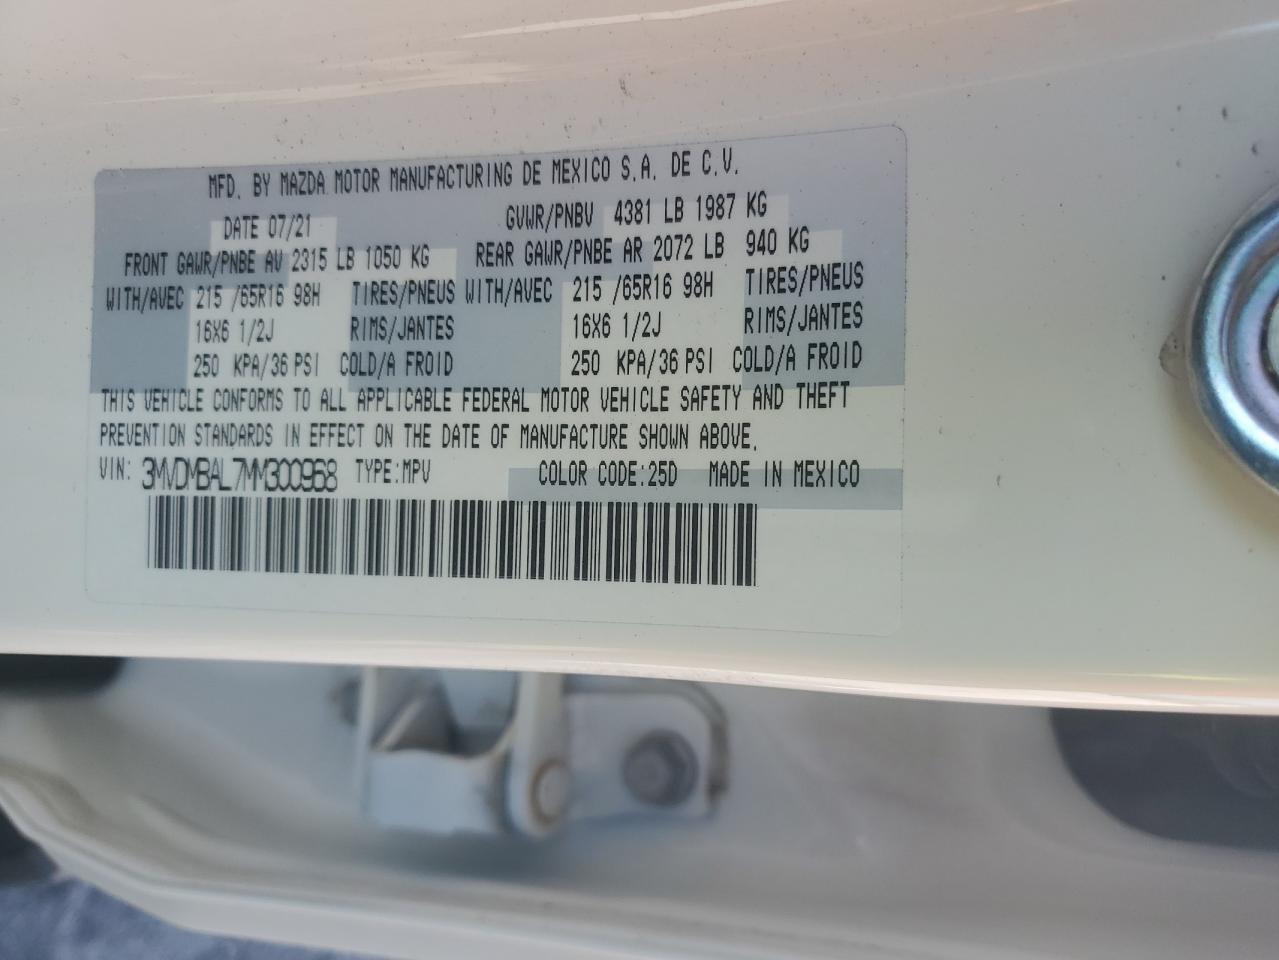 MFD. BY MAZDA MOTOR MANUFACTURING DE MEXICO S.A. DE C.V.
DATE 07/21 GVWR/PNBV 4381 LB 1987 KG
FRONT GAWR/PNBE AV 2315 LB 1050 KG REAR GAWR/PNBE AR 2072 LB 940 KG
WITH/AVEC 215 /65R16 98H TIRES/PNEUS WITH/AVEC 215 /65R16 98H TIRES/PNEUS
16X6 1/2J RIMS/JANTES 16X6 1/2J RIMS/JANTES
250 KPA/36 PSI COLD/A FROID 250 KPA/36 PSI COLD/A FROID
THIS VEHICLE CONFORMS TO ALL APPLICABLE FEDERAL MOTOR VEHICLE SAFETY AND THEFT
PREVENTION STANDARDS IN EFFECT ON THE DATE OF MANUFACTURE SHOWN ABOVE.
VIN: 3MVDMBAL7MM300968 TYPE:MPV COLOR CODE:25D MADE IN MEXICO